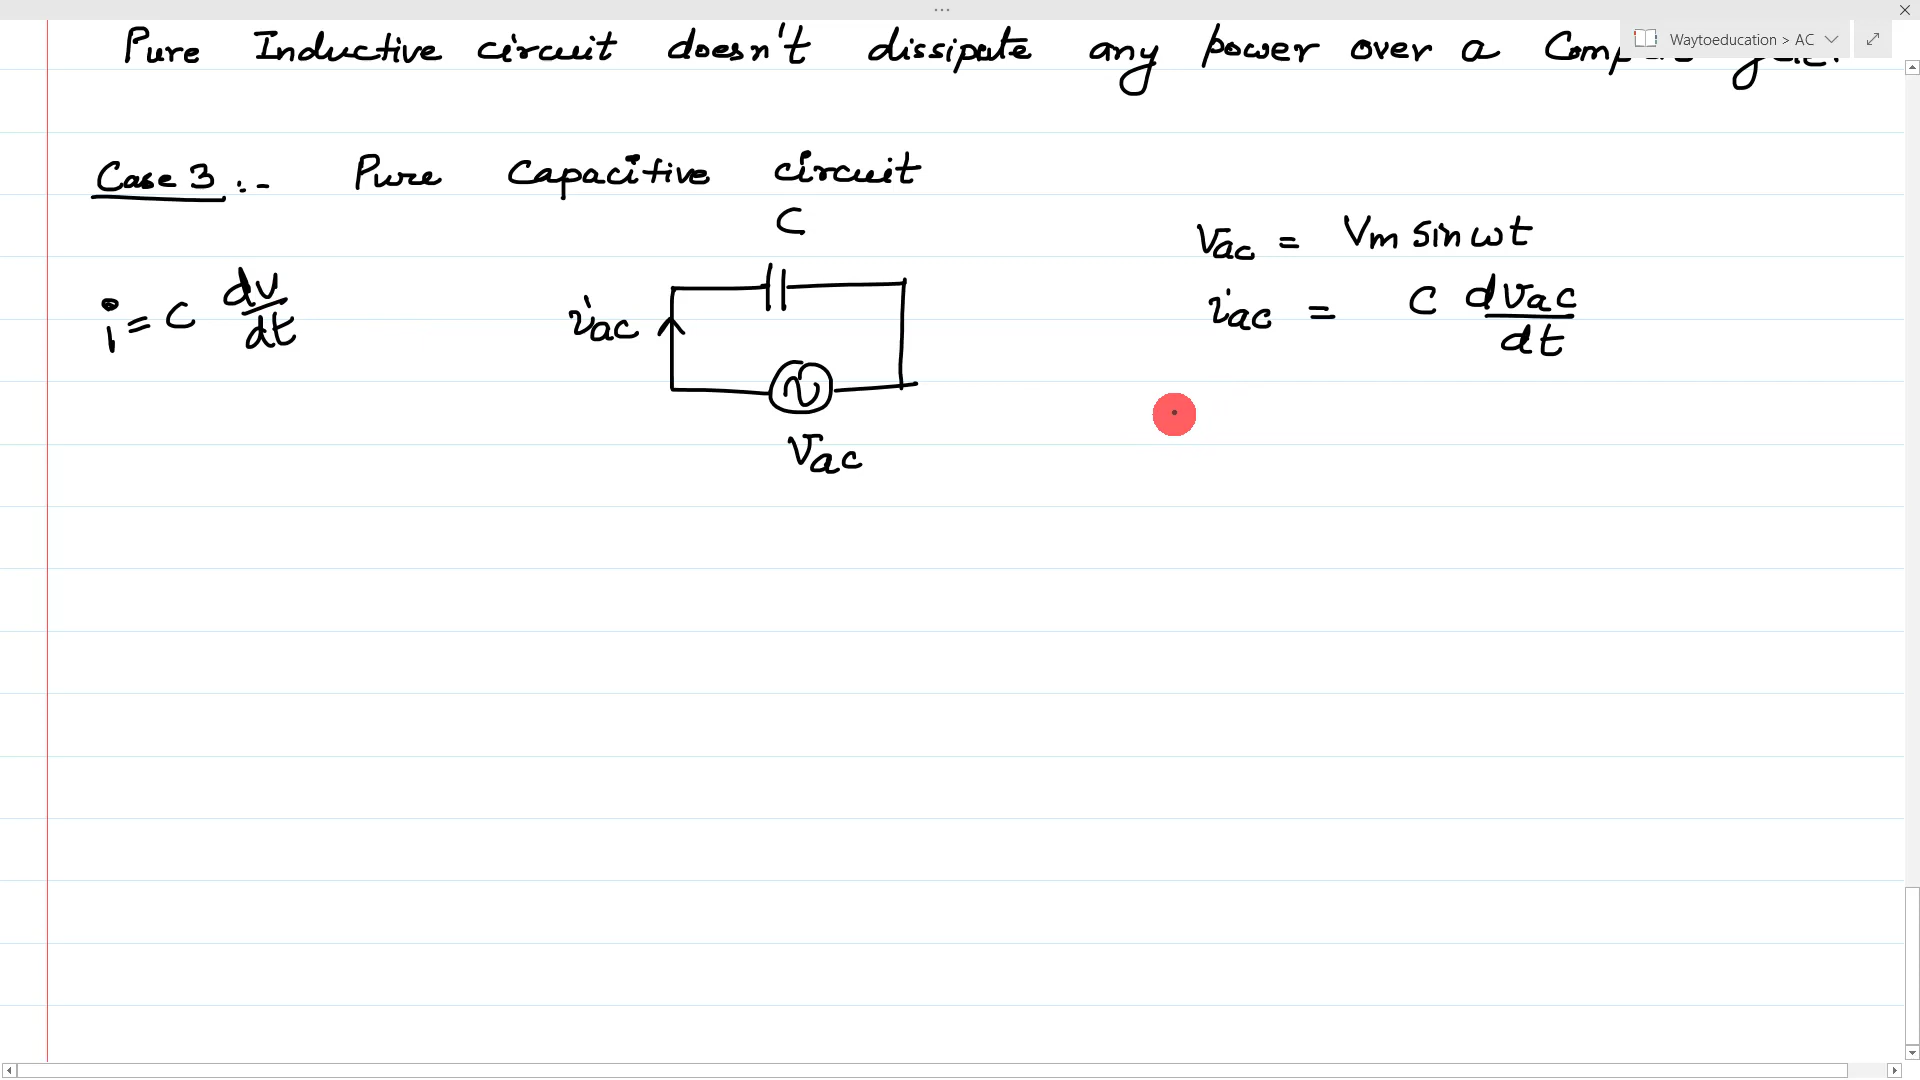 Pure Inductive circuit doesn't dissipate any power over a
Waytoeducation > AC
Case 3 :- Pure Capacitive circuit
C
Vac = Vm sin ωt
i = C dv/dt
iac
iac = C dvac/dt
Vac